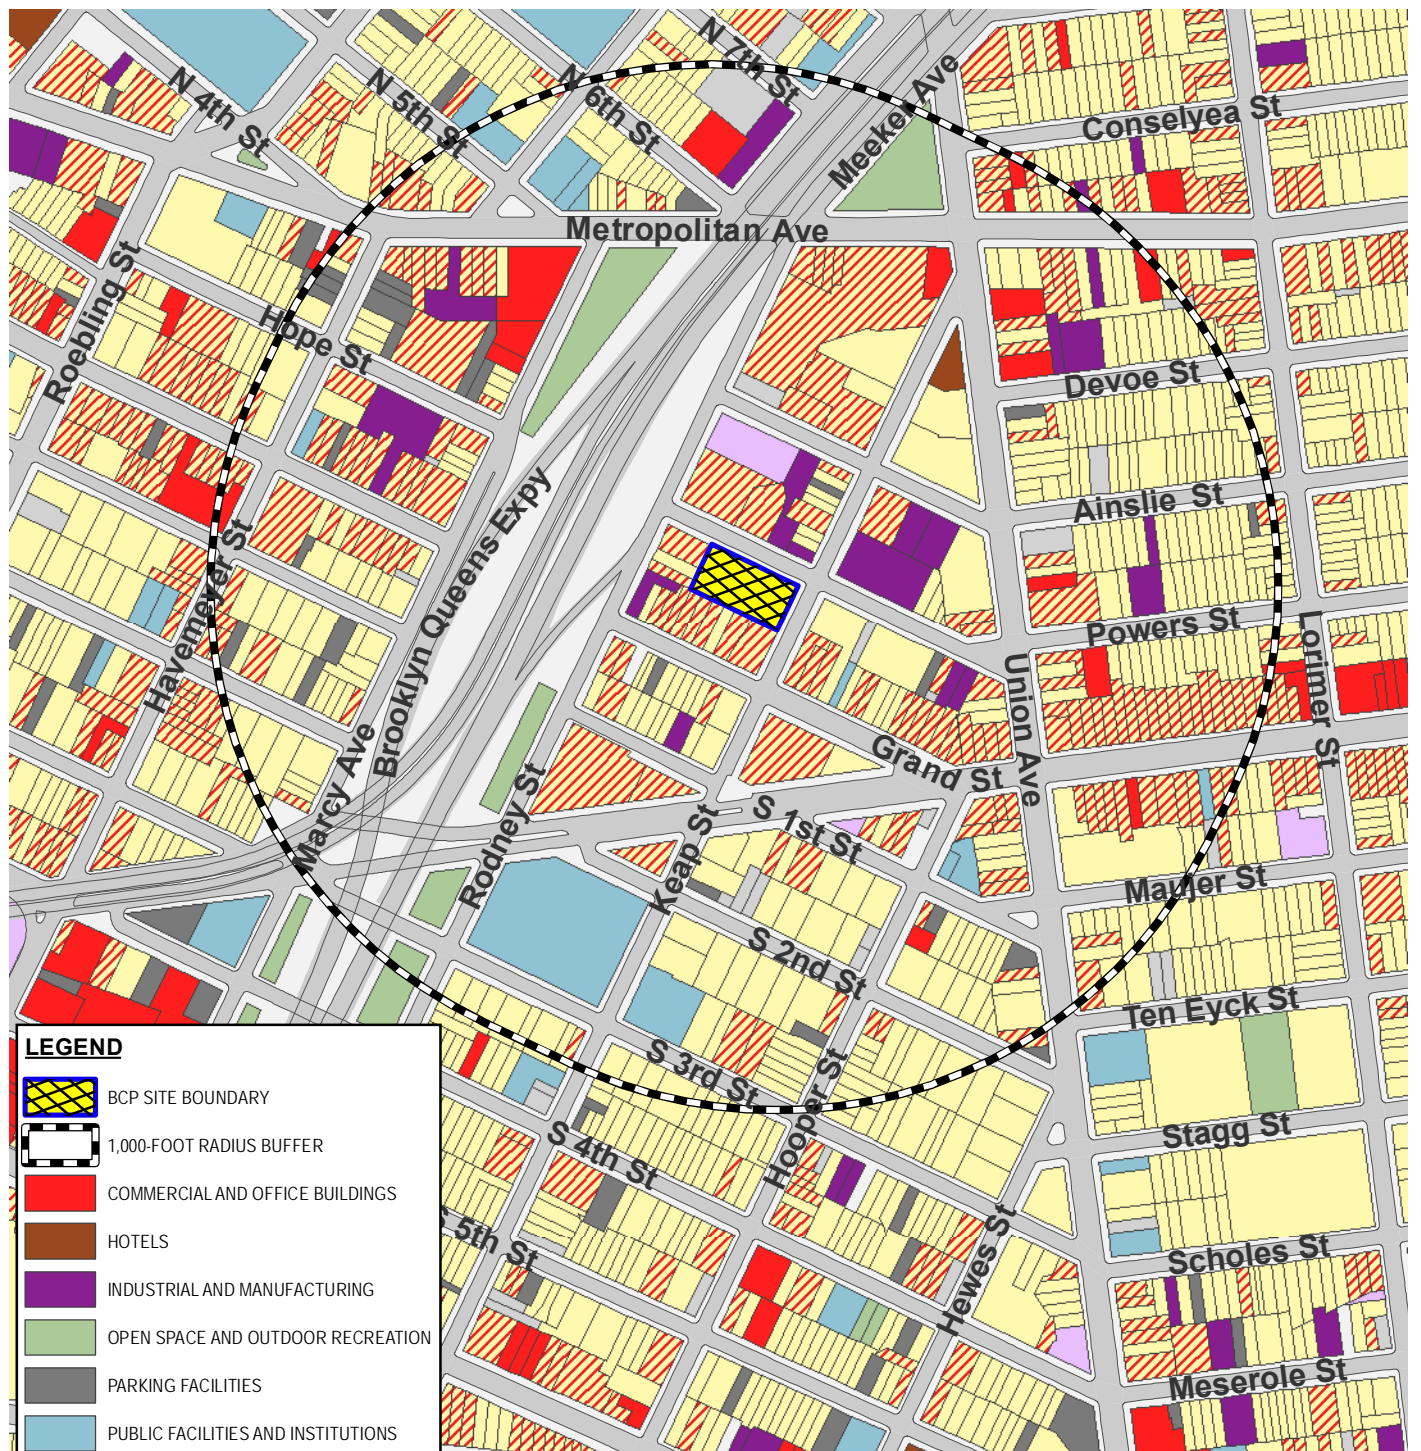 N 7th St
N 4th St
N 5th St
N 6th St
Meeker Ave
Conselyea St
Metropolitan Ave
Roebling St
Hope St
Devoe St
Ainslie St
Brooklyn Queens Expy
Havemeyer St
Powers St
Lorimer St
Union Ave
Marcy Ave
Grand St
Rodney St
Keap St
S 1st St
Maujer St
S 2nd St
Ten Eyck St
S 3rd St
Hooper St
Stagg St
S 4th St
S 5th St
Hewes St
Scholes St
Meserole St
LEGEND
BCP SITE BOUNDARY
1,000-FOOT RADIUS BUFFER
COMMERCIAL AND OFFICE BUILDINGS
HOTELS
INDUSTRIAL AND MANUFACTURING
OPEN SPACE AND OUTDOOR RECREATION
PARKING FACILITIES
PUBLIC FACILITIES AND INSTITUTIONS